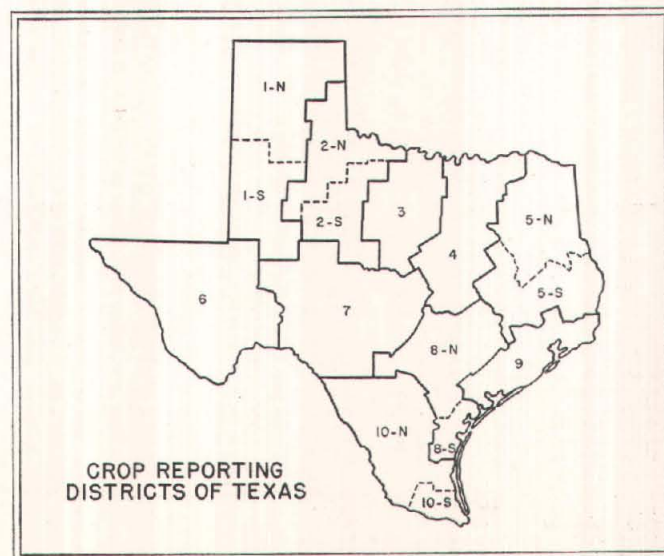 1-N
2-N
1-S
2-S
3
4
5-N
5-S
6
7
8-N
9
10-N
8-S
10-S
CROP REPORTING
DISTRICTS OF TEXAS